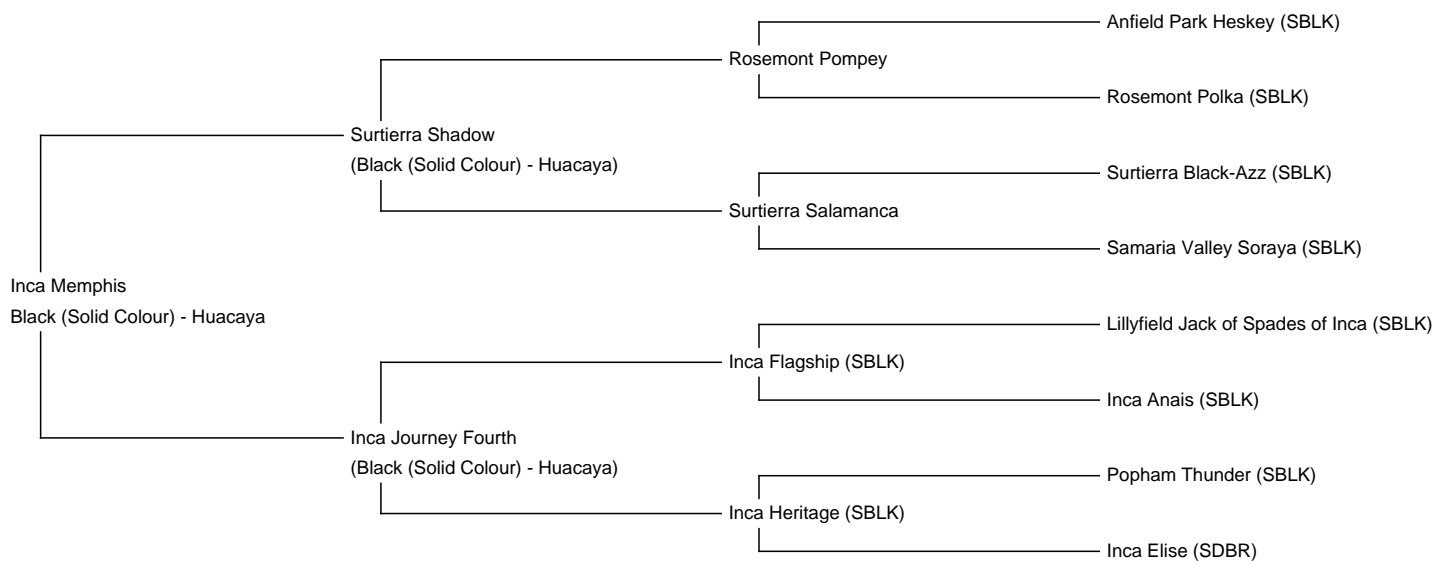 Anfield Park Heskey (SBLK)
Rosemont Pompey
Rosemont Polka (SBLK)
Surtierra Shadow
(Black (Solid Colour) - Huacaya)
Surtierra Black-Azz (SBLK)
Surtierra Salamanca
Samaria Valley Soraya (SBLK)
Inca Memphis
Black (Solid Colour) - Huacaya
Lillyfield Jack of Spades of Inca (SBLK)
Inca Flagship (SBLK)
Inca Anais (SBLK)
Inca Journey Fourth
(Black (Solid Colour) - Huacaya)
Popham Thunder (SBLK)
Inca Heritage (SBLK)
Inca Elise (SDBR)